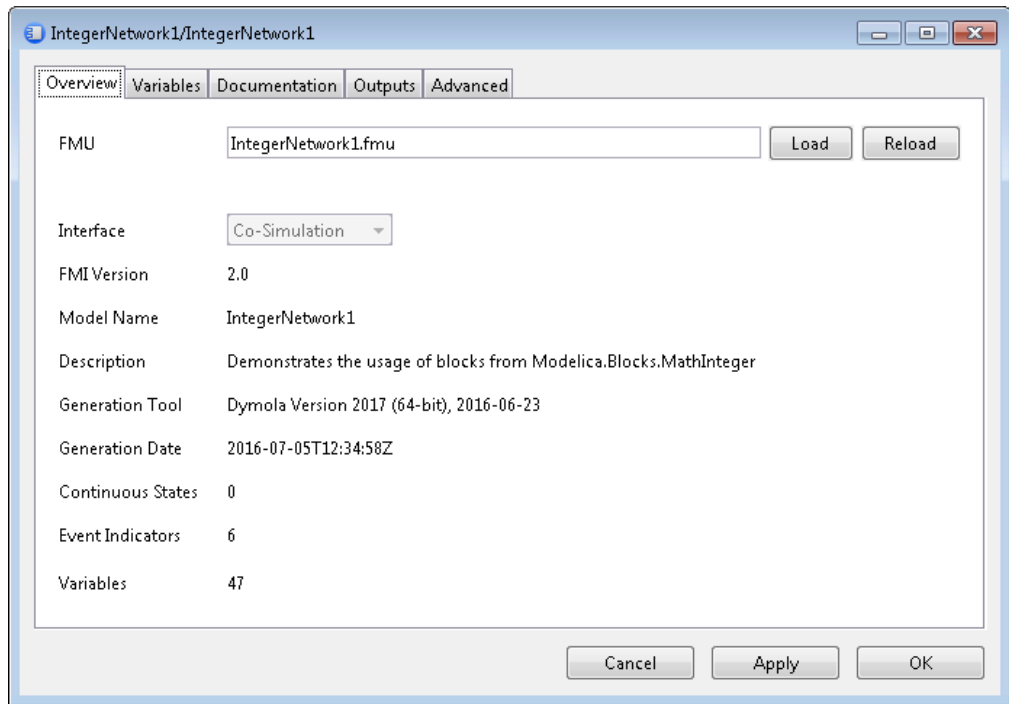 IntegerNetwork1/IntegerNetwork1
Overview Variables Documentation Outputs Advanced
FMU IntegerNetwork1.fmu Load Reload
Interface Co-Simulation
FMI Version 2.0
Model Name IntegerNetwork1
Description Demonstrates the usage of blocks from Modelica.Blocks.MathInteger
Generation Tool Dymola Version 2017 (64-bit), 2016-06-23
Generation Date 2016-07-05T12:34:58Z
Continuous States 0
Event Indicators 6
Variables 47
Cancel Apply OK